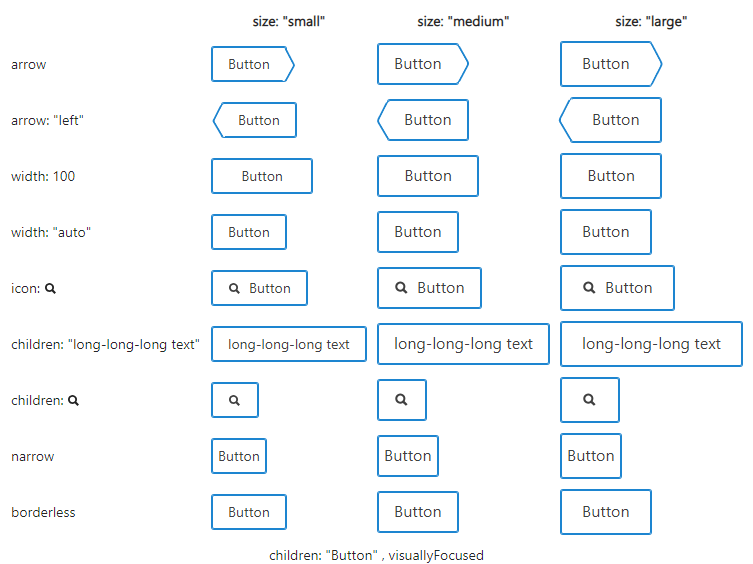 size: "small" size: "medium" size: "large"
arrow Button Button Button
arrow: "left" Button Button Button
width: 100 Button Button Button
width: "auto" Button Button Button
icon: Button Button Button
children: "long-long-long text" long-long-long text long-long-long text long-long-long text
children:
narrow Button Button Button
borderless Button Button Button
children: "Button" , visuallyFocused